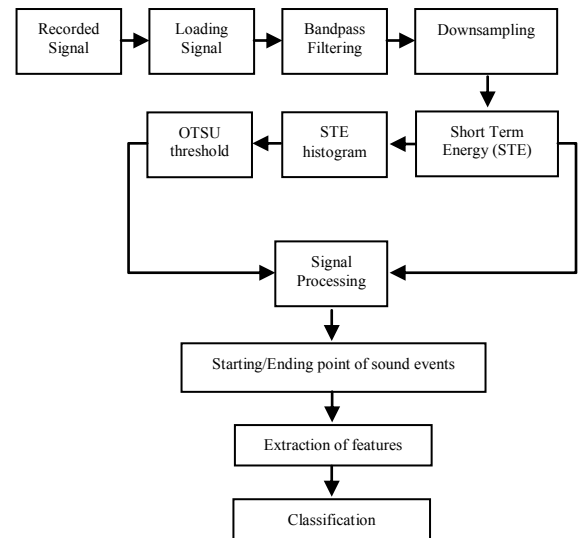 Recorded
Signal
Loading
Signal
Bandpass
Filtering
Downsampling
OTSU
threshold
STE
histogram
Short Term
Energy (STE)
Signal
Processing
Starting/Ending point of sound events
Extraction of features
Classification